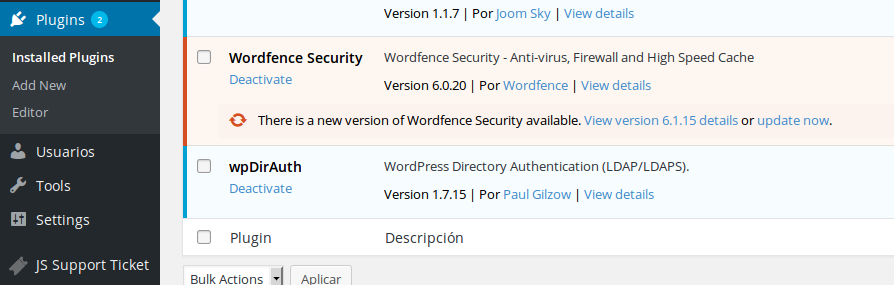 Plugins 2
Installed Plugins
Add New
Editor
Usuarios
Tools
Settings
JS Support Ticket
Version 1.1.7 | Por Joom Sky | View details
Wordfence Security
Deactivate
Wordfence Security - Anti-virus, Firewall and High Speed Cache
Version 6.0.20 | Por Wordfence | View details
There is a new version of Wordfence Security available. View version 6.1.15 details or update now.
wpDirAuth
Deactivate
WordPress Directory Authentication (LDAP/LDAPS).
Version 1.7.15 | Por Paul Gilzow | View details
Plugin
Descripción
Bulk Actions
Aplicar